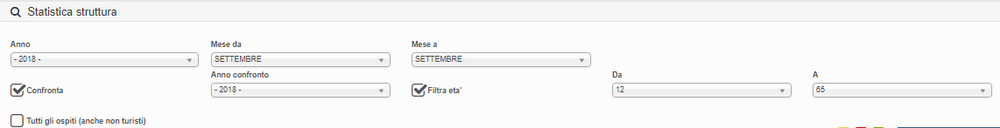 Statistica struttura
Anno Mese da Mese a
- 2018 - SETTEMBRE SETTEMBRE
Anno confronto Da A
Confronta - 2018 - Filtra eta' 12 65
Tutti gli ospiti (anche non turisti)